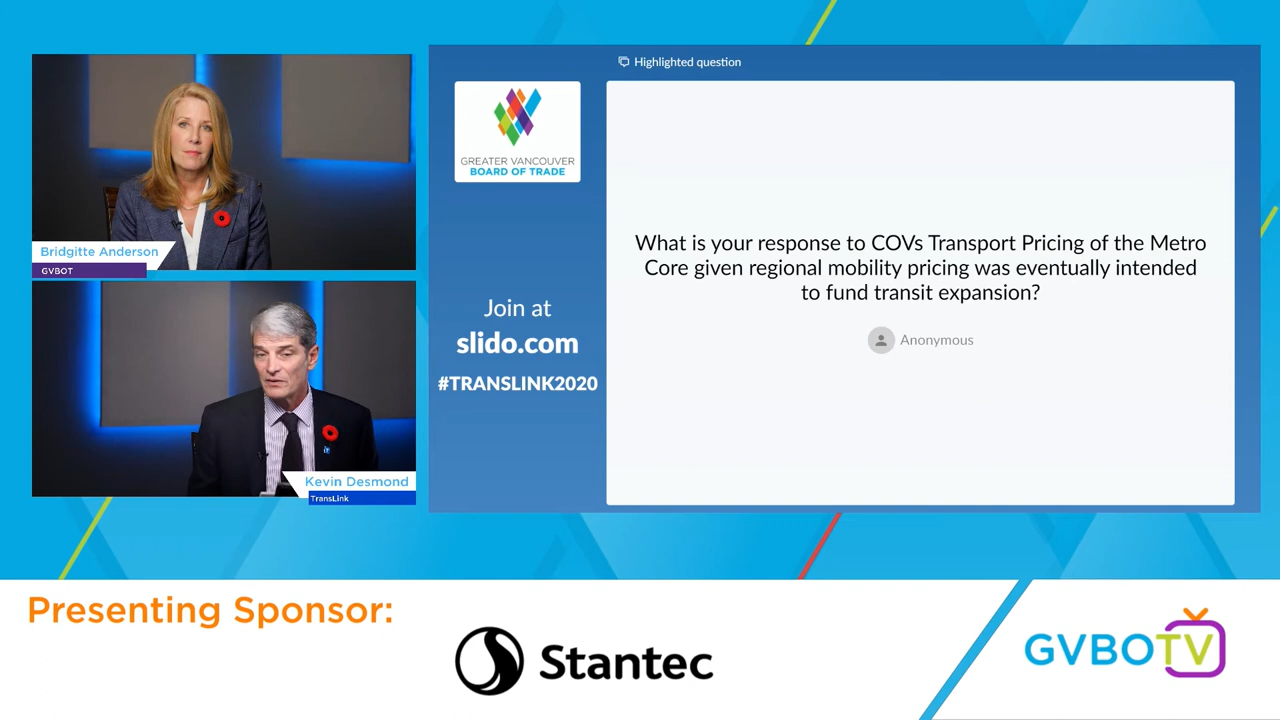 Bridgitte Anderson
GVBOT
Kevin Desmond
TransLink
GREATER VANCOUVER
BOARD OF TRADE
Join at
slido.com
#TRANSLINK2020
Highlighted question
What is your response to COVs Transport Pricing of the Metro
Core given regional mobility pricing was eventually intended
to fund transit expansion?
Anonymous
Presenting Sponsor:
Stantec
GVBOTV